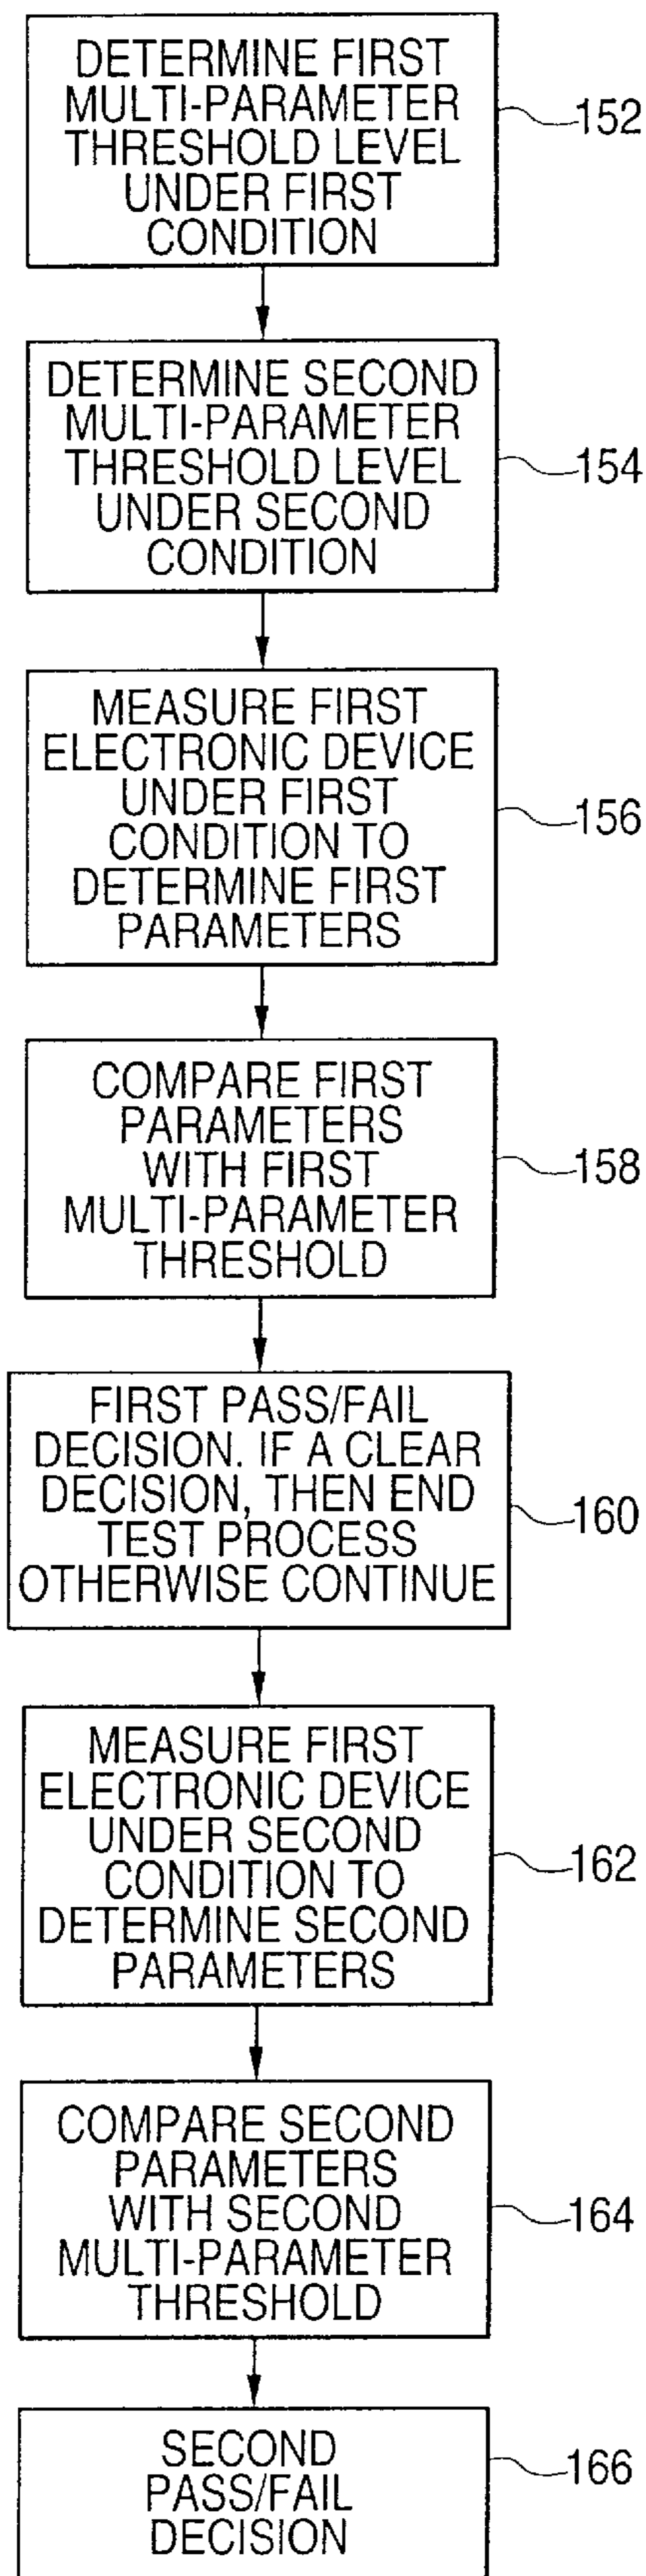 DETERMINE FIRST
MULTI-PARAMETER
THRESHOLD LEVEL
UNDER FIRST
CONDITION
152
DETERMINE SECOND
MULTI-PARAMETER
THRESHOLD LEVEL
UNDER SECOND
CONDITION
154
MEASURE FIRST
ELECTRONIC DEVICE
UNDER FIRST
CONDITION TO
DETERMINE FIRST
PARAMETERS
156
COMPARE FIRST
PARAMETERS
WITH FIRST
MULTI-PARAMETER
THRESHOLD
158
FIRST PASS/FAIL
DECISION. IF A CLEAR
DECISION, THEN END
TEST PROCESS
OTHERWISE CONTINUE
160
MEASURE FIRST
ELECTRONIC DEVICE
UNDER SECOND
CONDITION TO
DETERMINE SECOND
PARAMETERS
162
COMPARE SECOND
PARAMETERS
WITH SECOND
MULTI-PARAMETER
THRESHOLD
164
SECOND
PASS/FAIL
DECISION
166